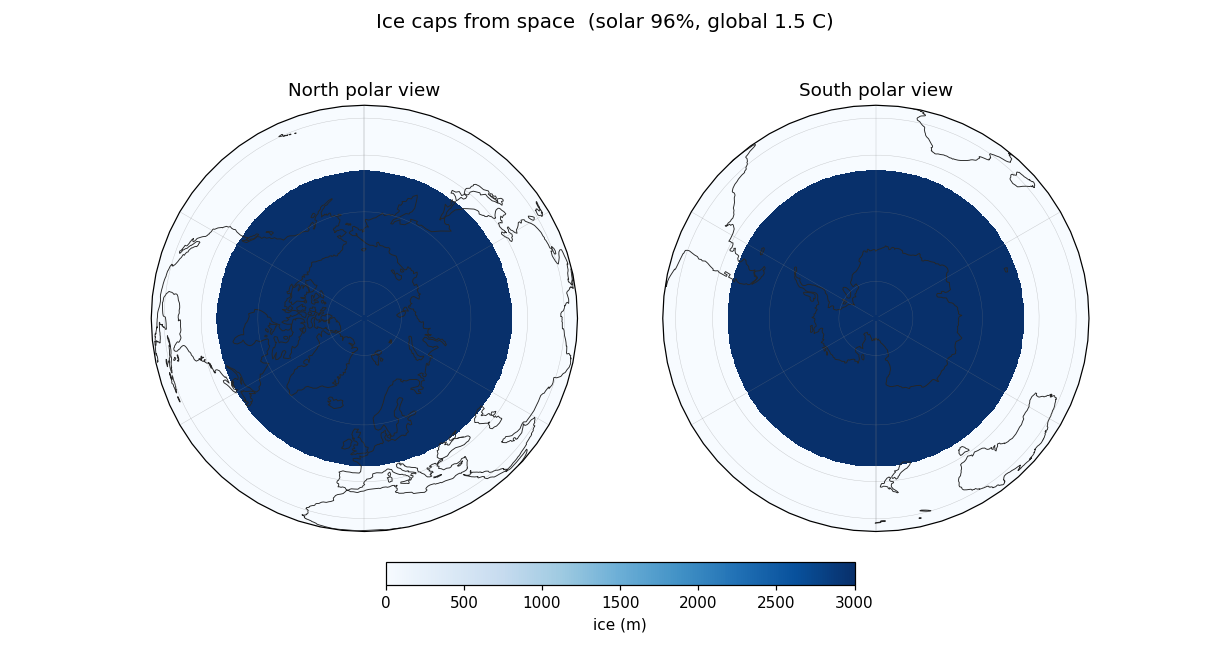 Ice caps from space  (solar 96%, global 1.5 C)
North polar view
South polar view
0 500 1000 1500 2000 2500 3000
ice (m)